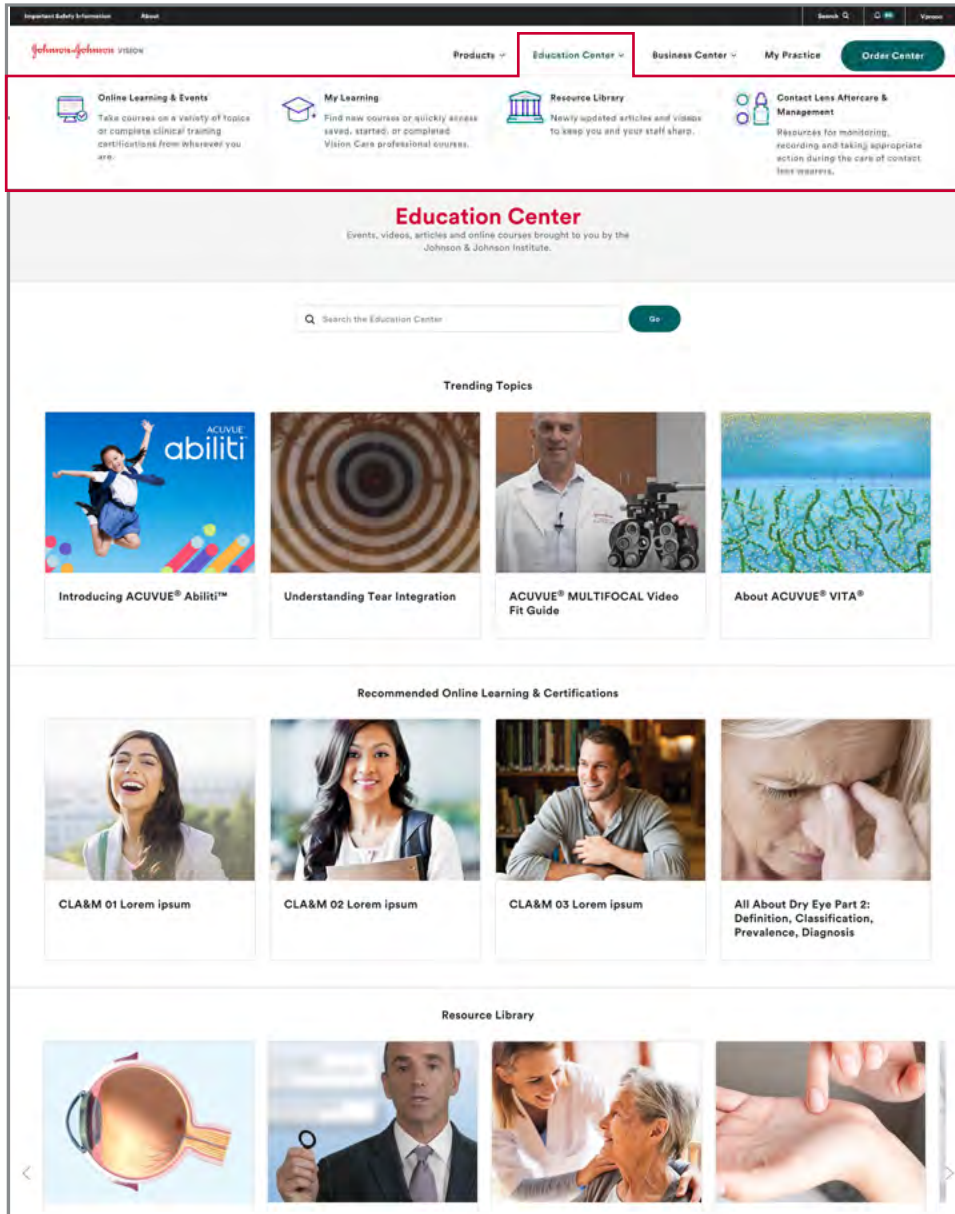 Important Safety Information About Search
Johnson & Johnson VISION Products Education Center Business Center My Practice Order Center
Online Learning & Events
Take courses on a variety of topics
or complete clinical training
certifications from wherever you
are.
My Learning
Find new courses or quickly access
saved, started, or completed
Vision Care professional courses.
Resource Library
Newly updated articles and videos
to keep you and your staff sharp.
Contact Lens Aftercare &
Management
Resources for monitoring,
recording and taking appropriate
action during the care of contact
lens wearers.
Education Center
Events, videos, articles and online courses brought to you by the
Johnson & Johnson Institute.
Search the Education Center Go
Trending Topics
ACUVUE
abiliti
Introducing ACUVUE® Abiliti™
Understanding Tear Integration
ACUVUE® MULTIFOCAL Video
Fit Guide
About ACUVUE® VITA®
Recommended Online Learning & Certifications
CLA&M 01 Lorem ipsum
CLA&M 02 Lorem ipsum
CLA&M 03 Lorem ipsum
All About Dry Eye Part 2:
Definition, Classification,
Prevalence, Diagnosis
Resource Library